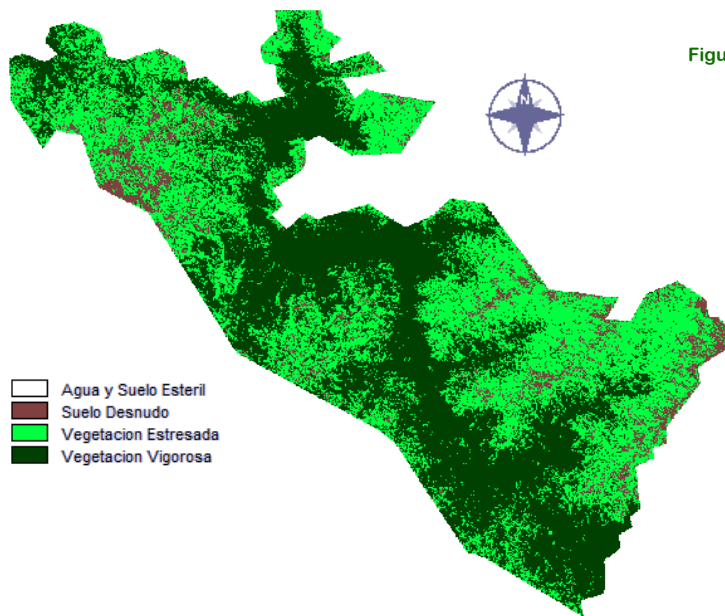 Figu
N
Agua y Suelo Esteril
Suelo Desnudo
Vegetacion Estresada
Vegetacion Vigorosa